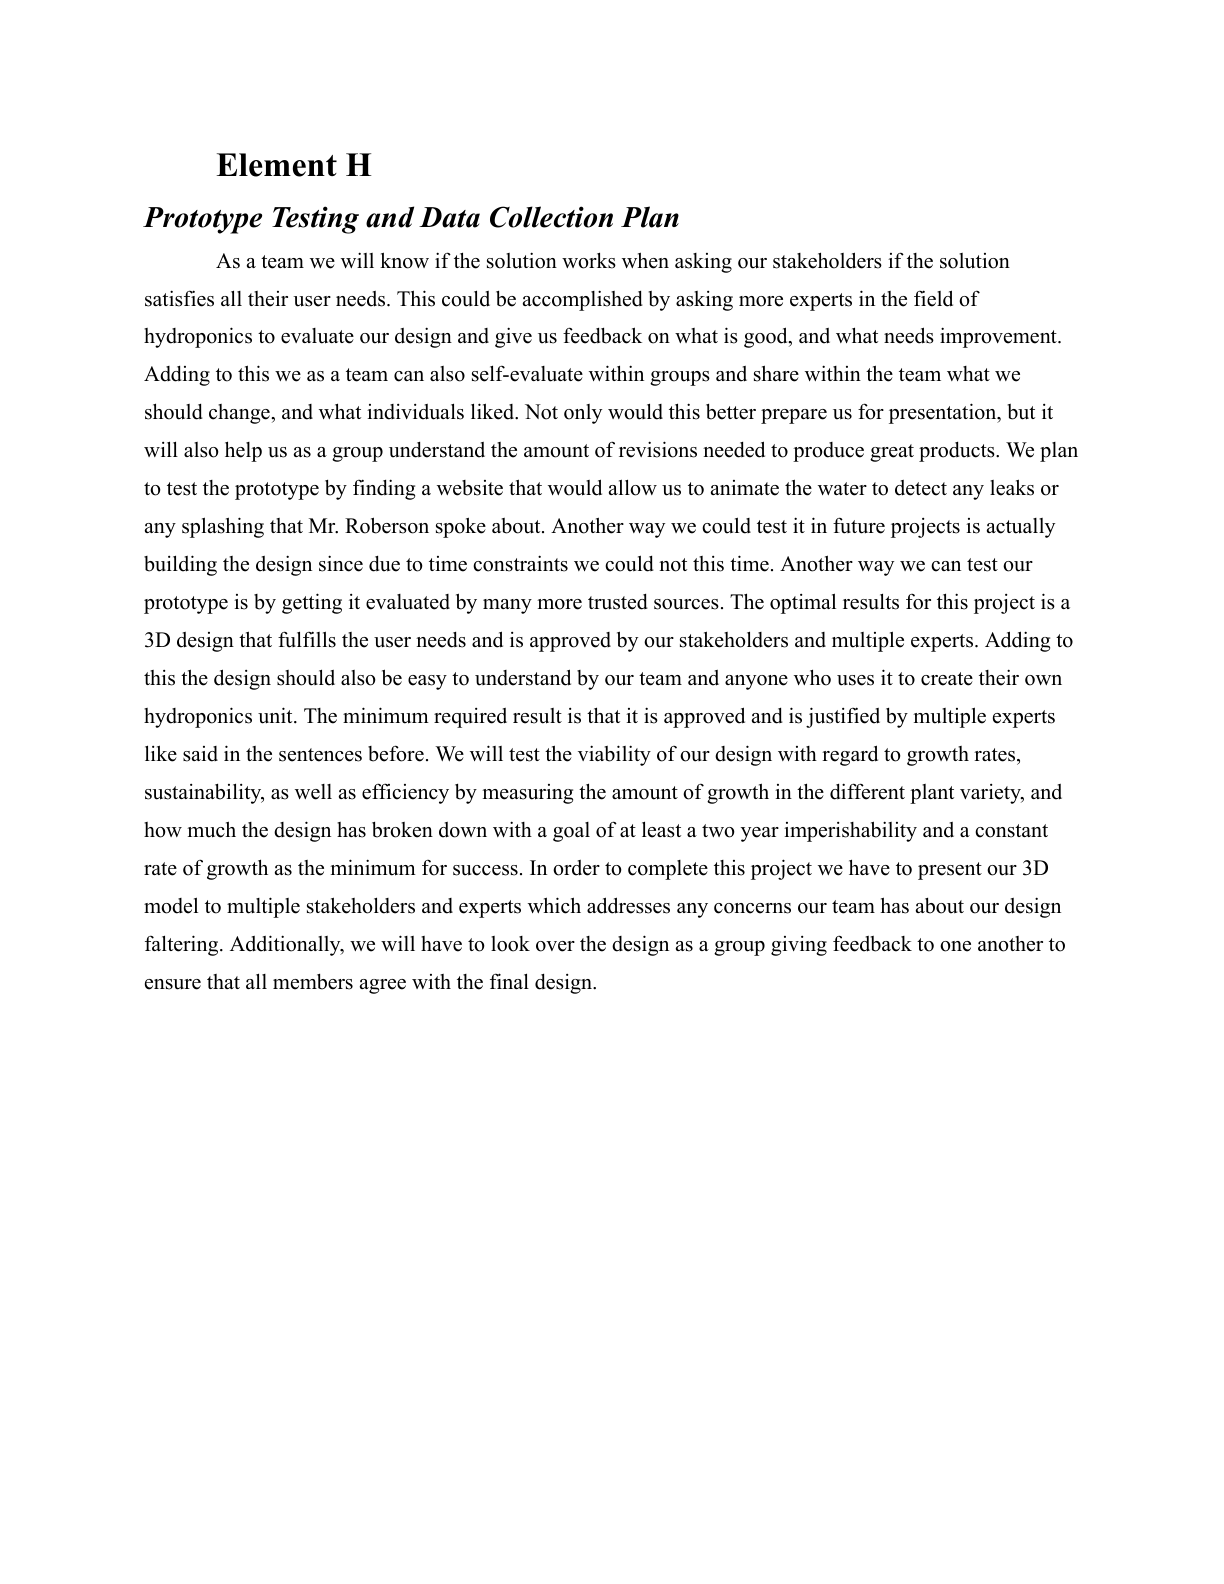 Element H
Prototype Testing and Data Collection Plan
As a team we will know if the solution works when asking our stakeholders if the solution
satisfies all their user needs. This could be accomplished by asking more experts in the field of
hydroponics to evaluate our design and give us feedback on what is good, and what needs improvement.
Adding to this we as a team can also self-evaluate within groups and share within the team what we
should change, and what individuals liked. Not only would this better prepare us for presentation, but it
will also help us as a group understand the amount of revisions needed to produce great products. We plan
to test the prototype by finding a website that would allow us to animate the water to detect any leaks or
any splashing that Mr. Roberson spoke about. Another way we could test it in future projects is actually
building the design since due to time constraints we could not this time. Another way we can test our
prototype is by getting it evaluated by many more trusted sources. The optimal results for this project is a
3D design that fulfills the user needs and is approved by our stakeholders and multiple experts. Adding to
this the design should also be easy to understand by our team and anyone who uses it to create their own
hydroponics unit. The minimum required result is that it is approved and is justified by multiple experts
like said in the sentences before. We will test the viability of our design with regard to growth rates,
sustainability, as well as efficiency by measuring the amount of growth in the different plant variety, and
how much the design has broken down with a goal of at least a two year imperishability and a constant
rate of growth as the minimum for success. In order to complete this project we have to present our 3D
model to multiple stakeholders and experts which addresses any concerns our team has about our design
faltering. Additionally, we will have to look over the design as a group giving feedback to one another to
ensure that all members agree with the final design.